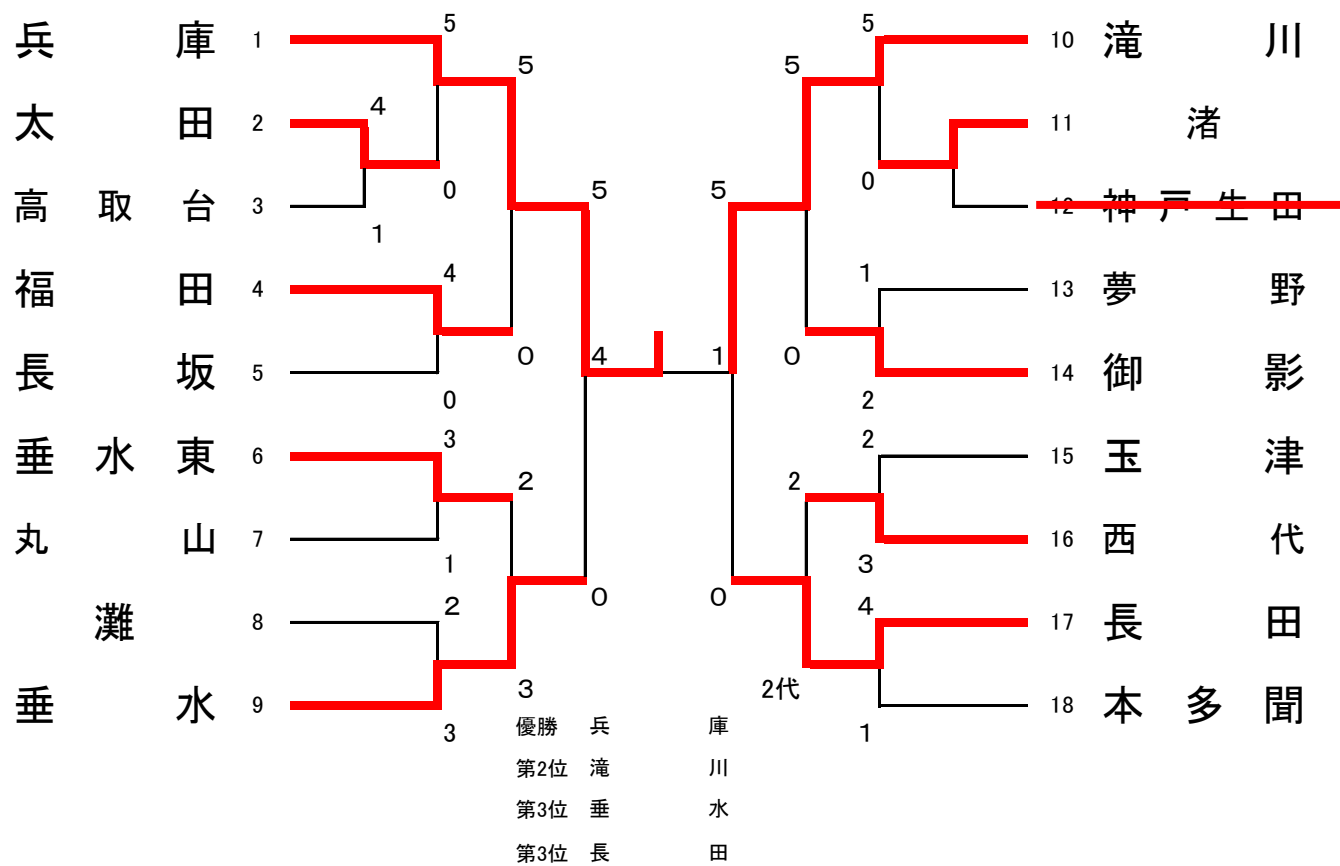 兵庫 1 5 5 10 滝川
5 5
太田 2 4 11 渚
高取台 3 0 5 5 0 12 神戸生田
1
福田 4 4 1 13 夢野
長坂 5 0 4 1 0 14 御影
0 2
垂水東 6 3 2 15 玉津
2 2
丸山 7 1 3 16 西代
灘 8 2 0 0 4 17 長田
垂水 9 3 2代 18 本多聞
3 1
優勝 兵庫
第2位 滝川
第3位 垂水
第3位 長田